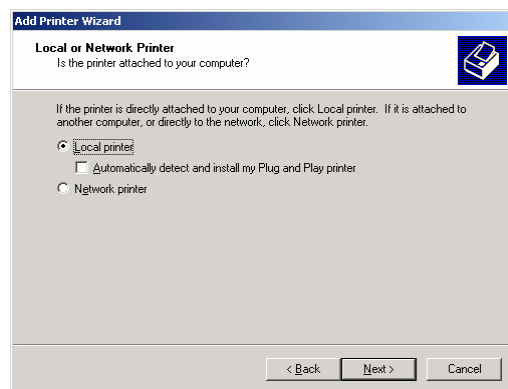 Add Printer Wizard
Local or Network Printer
Is the printer attached to your computer?
If the printer is directly attached to your computer, click Local printer. If it is attached to
another computer, or directly to the network, click Network printer.
Local printer
Automatically detect and install my Plug and Play printer
Network printer
< Back
Next >
Cancel